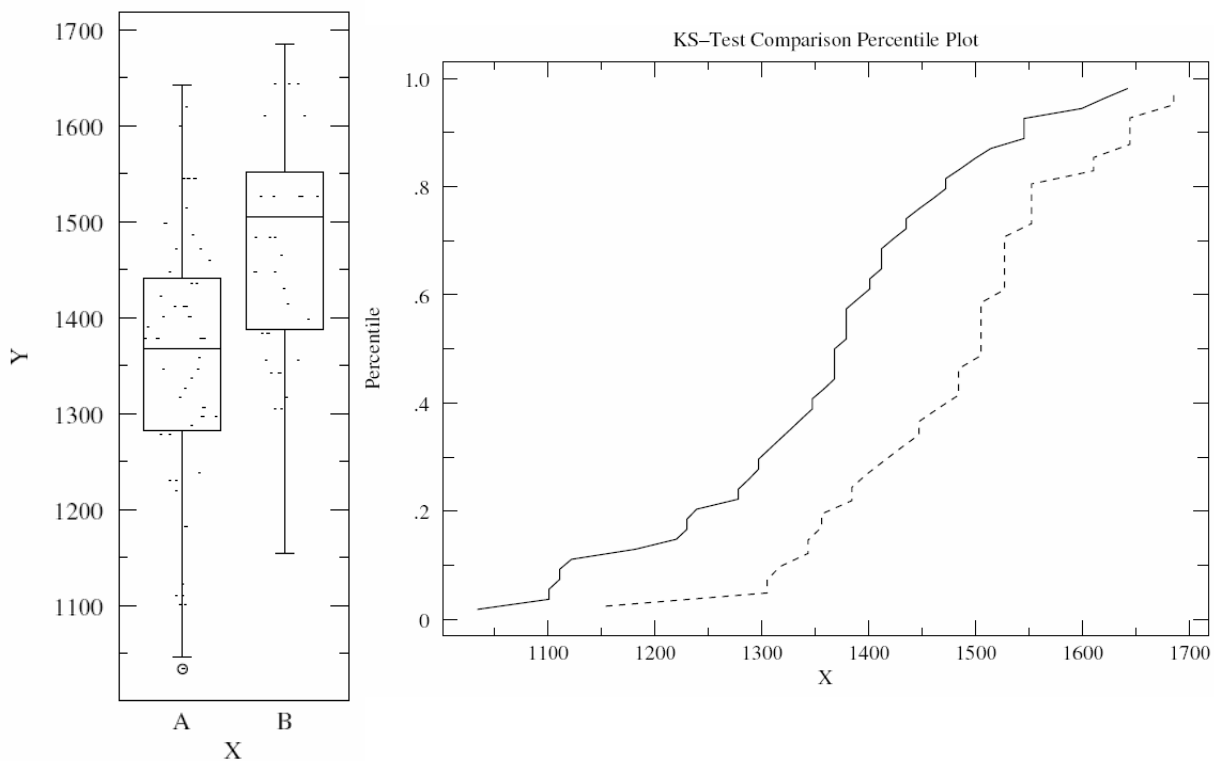 1700
1600
1500
1400
1300
1200
1100
Y
A B
X
KS–Test Comparison Percentile Plot
1.0
.8
.6
.4
.2
0
Percentile
1100 1200 1300 1400 1500 1600 1700
X